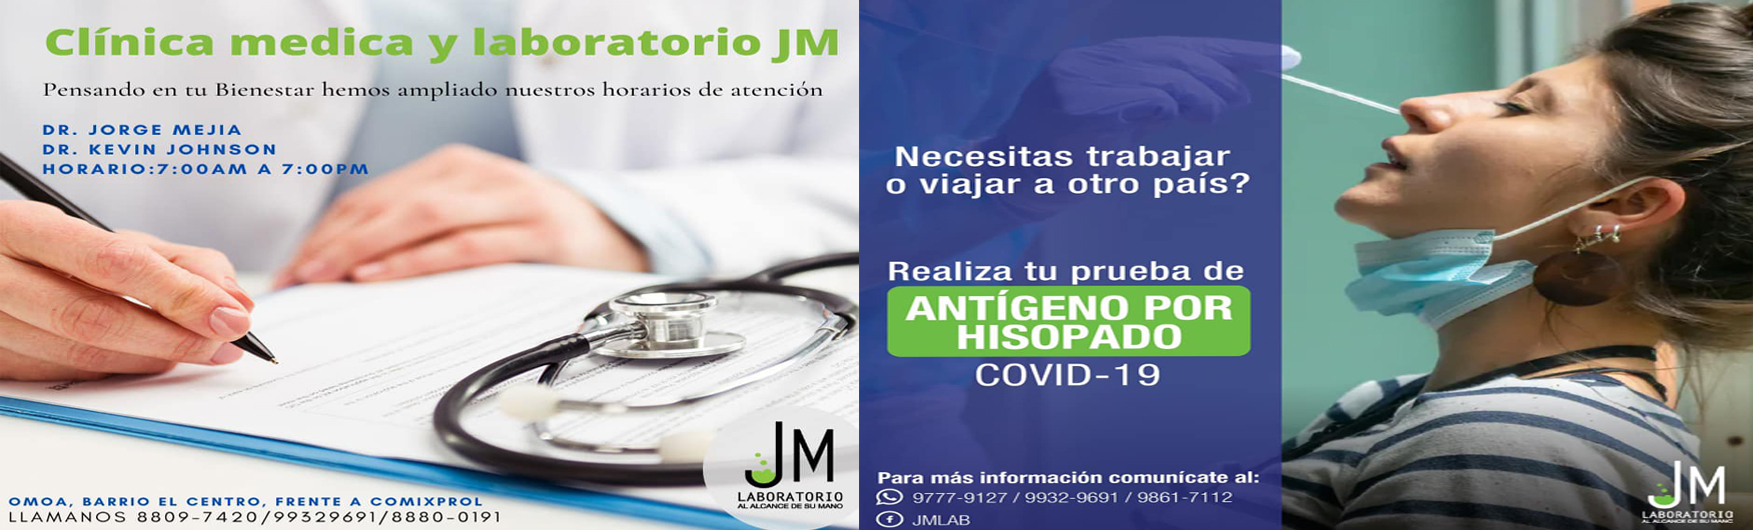 Clínica medica y laboratorio JM
Pensando en tu Bienestar hemos ampliado nuestros horarios de atención
DR. JORGE MEJIA
DR. KEVIN JOHNSON
HORARIO:7:00AM A 7:00PM
JM
LABORATORIO
AL ALCANCE DE SU MANO
OMOA, BARRIO EL CENTRO, FRENTE A COMIXPROL
LLAMANOS 8809-7420/99329691/8880-0191
Necesitas trabajar
o viajar a otro país?
Realiza tu prueba de
ANTÍGENO POR
HISOPADO
COVID-19
Para más información comunícate al:
9777-9127 / 9932-9691 / 9861-7112
JMLAB
JM
LABORATORIO
AL ALCANCE DE SU MANO